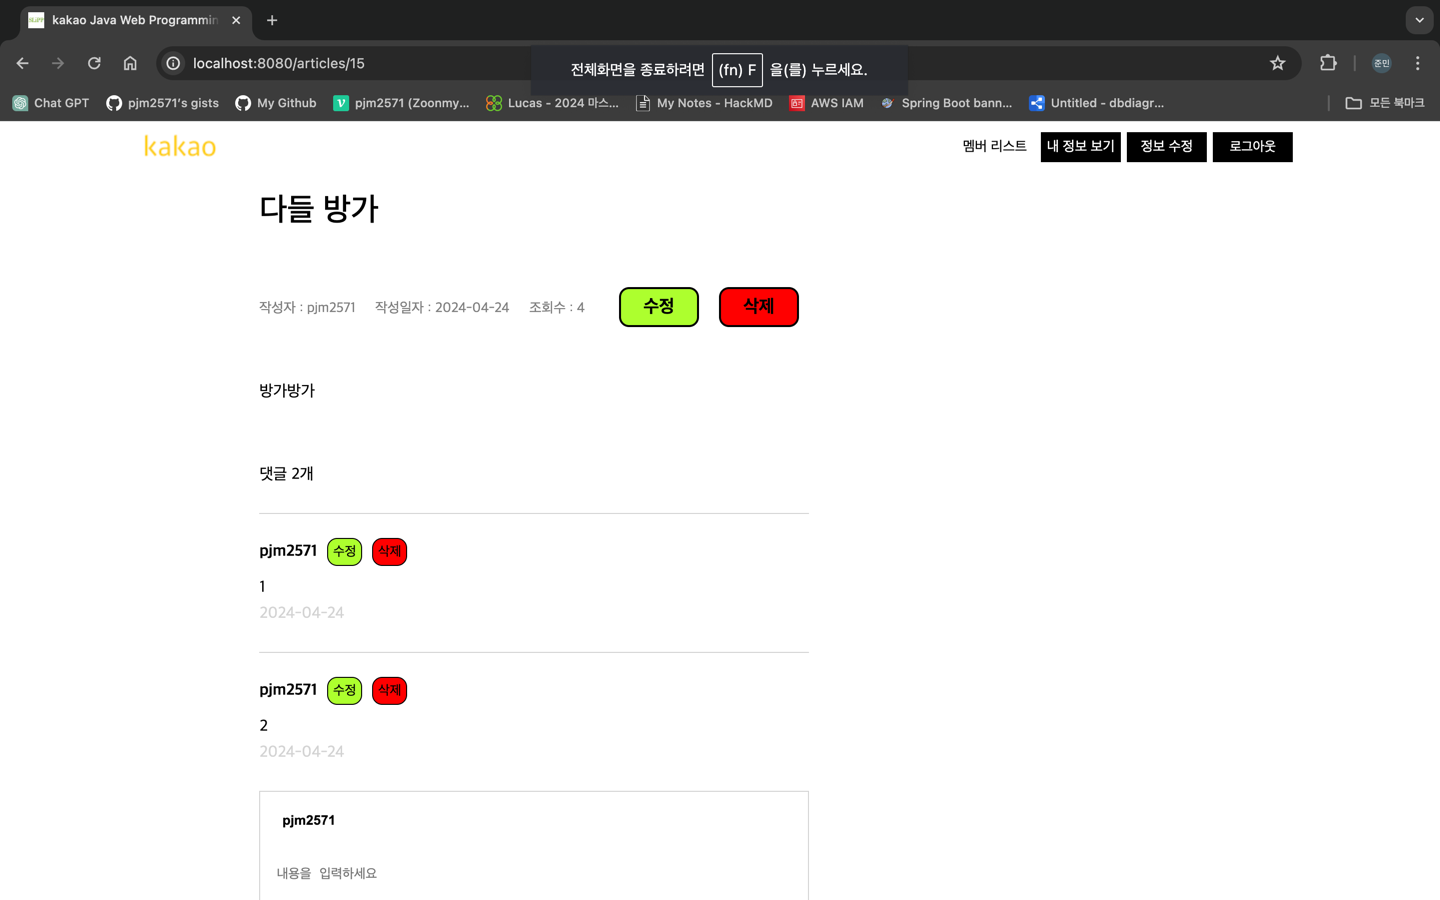 kakao Java Web Programmin
localhost:8080/articles/15
전체화면을 종료하려면 (fn) F 을(를) 누르세요.
준민
Chat GPT
pjm2571's gists
My Github
pjm2571 (Zoonmy...
Lucas - 2024 마스...
My Notes - HackMD
AWS IAM
Spring Boot bann...
Untitled - dbdiagr...
모든 북마크
kakao
멤버 리스트
내 정보 보기
정보 수정
로그아웃
다들 방가
작성자 : pjm2571 작성일자 : 2024-04-24 조회수 : 4
수정
삭제
방가방가
댓글 2개
pjm2571 수정 삭제
1
2024-04-24
pjm2571 수정 삭제
2
2024-04-24
pjm2571
내용을 입력하세요